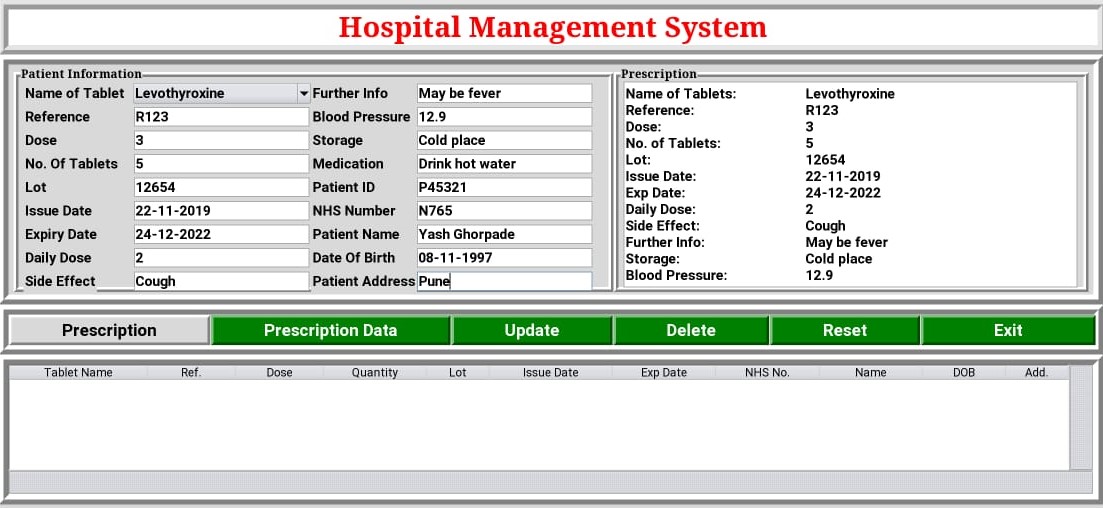 Hospital Management System
Patient Information
Name of Tablet Levothyroxine Further Info May be fever
Reference R123 Blood Pressure 12.9
Dose 3 Storage Cold place
No. Of Tablets 5 Medication Drink hot water
Lot 12654 Patient ID P45321
Issue Date 22-11-2019 NHS Number N765
Expiry Date 24-12-2022 Patient Name Yash Ghorpade
Daily Dose 2 Date Of Birth 08-11-1997
Side Effect Cough Patient Address Pune
Prescription
Name of Tablets: Levothyroxine
Reference: R123
Dose: 3
No. of Tablets: 5
Lot: 12654
Issue Date: 22-11-2019
Exp Date: 24-12-2022
Daily Dose: 2
Side Effect: Cough
Further Info: May be fever
Storage: Cold place
Blood Pressure: 12.9
Prescription Prescription Data Update Delete Reset Exit
Tablet Name Ref. Dose Quantity Lot Issue Date Exp Date NHS No. Name DOB Add.